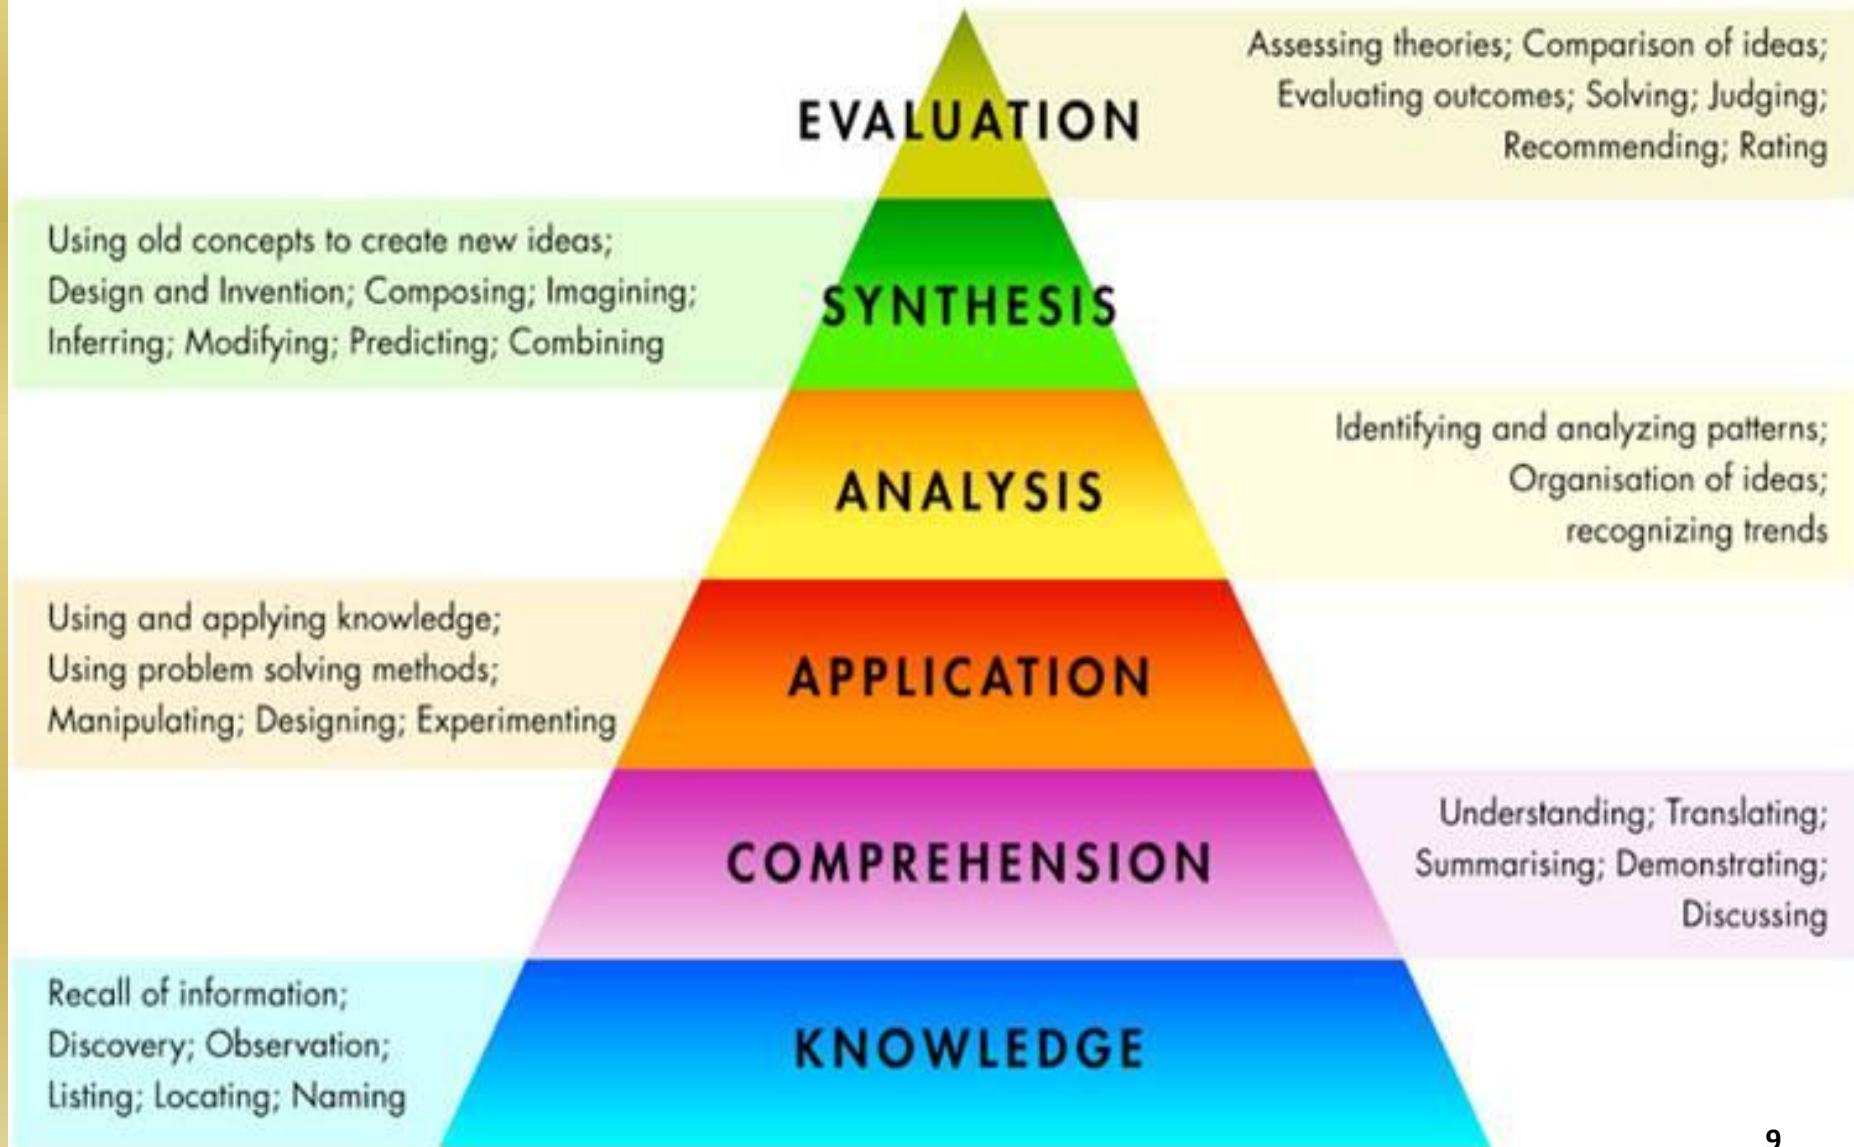 EVALUATION
Assessing theories; Comparison of ideas;
Evaluating outcomes; Solving; Judging;
Recommending; Rating
Using old concepts to create new ideas;
Design and Invention; Composing; Imagining;
Inferring; Modifying; Predicting; Combining
SYNTHESIS
ANALYSIS
Identifying and analyzing patterns;
Organisation of ideas;
recognizing trends
Using and applying knowledge;
Using problem solving methods;
Manipulating; Designing; Experimenting
APPLICATION
COMPREHENSION
Understanding; Translating;
Summarising; Demonstrating;
Discussing
Recall of information;
Discovery; Observation;
Listing; Locating; Naming
KNOWLEDGE
9